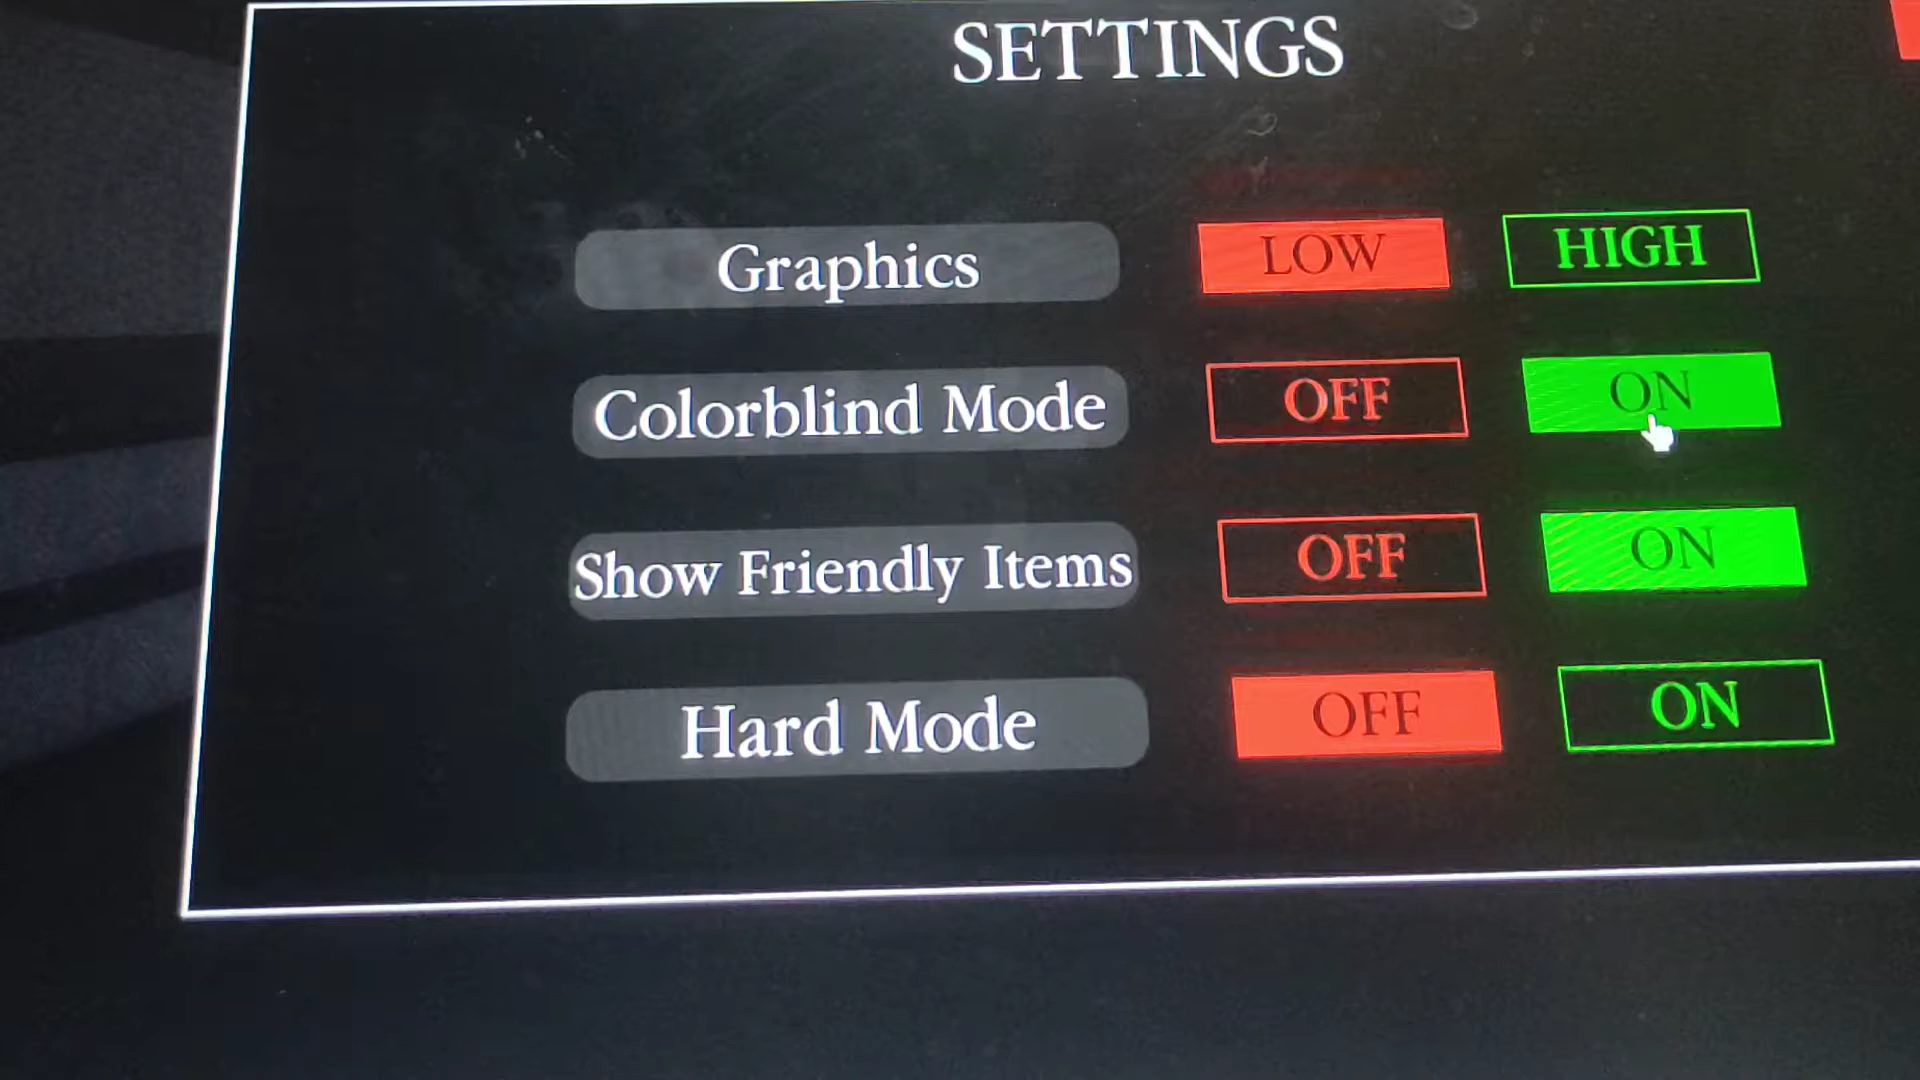 SETTINGS
Graphics LOW HIGH
Colorblind Mode OFF ON
Show Friendly Items OFF ON
Hard Mode OFF ON